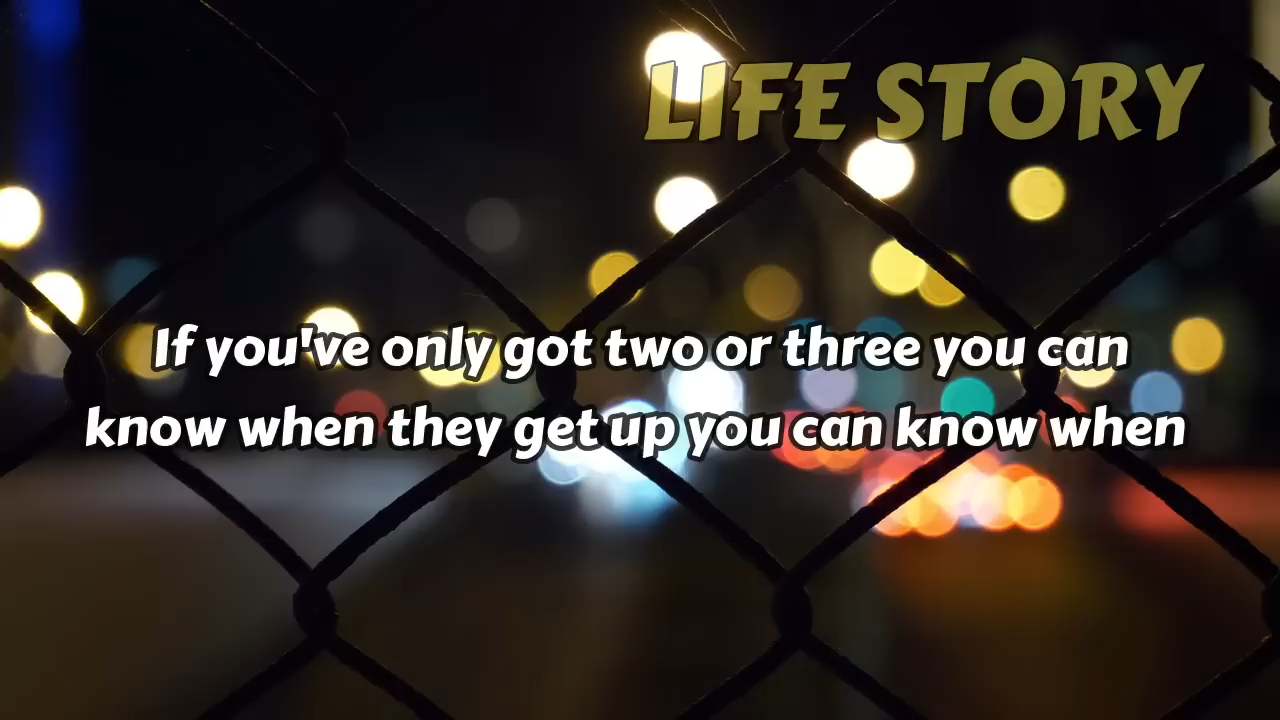 LIFE STORY
If you've only got two or three you can
know when they get up you can know when